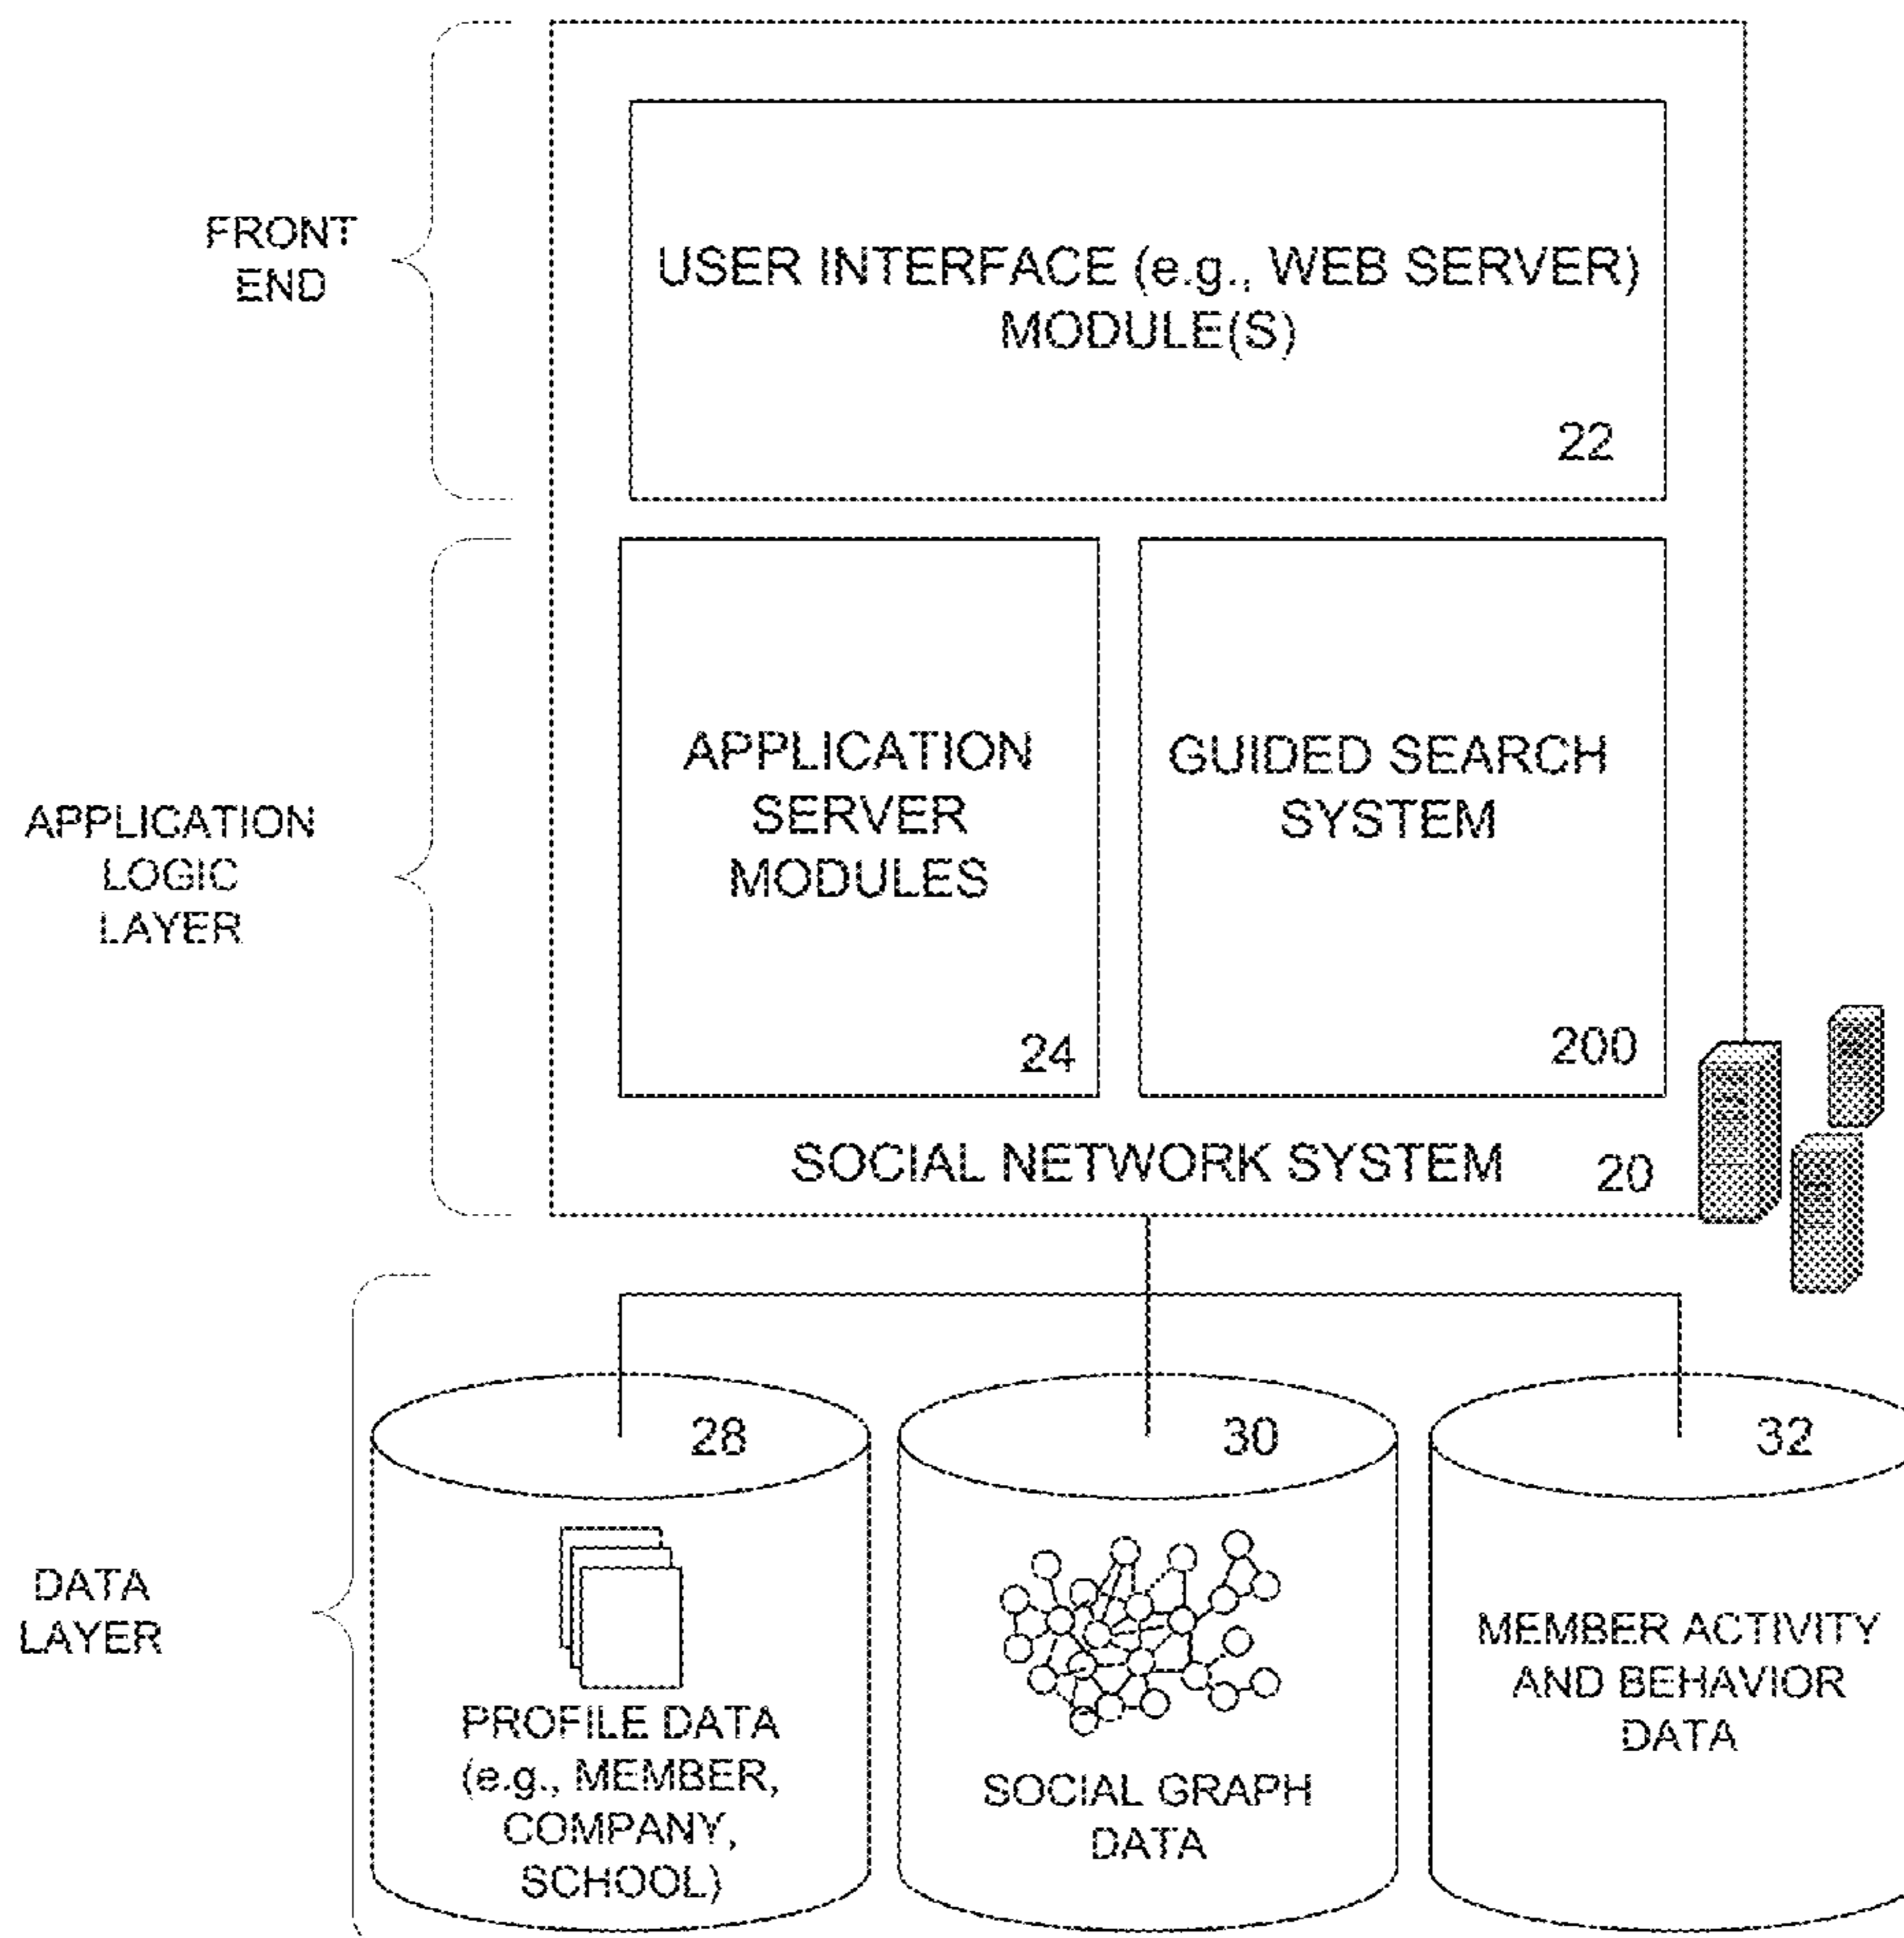 FRONT
END
USER INTERFACE (e.g., WEB SERVER)
MODULE(S)
22
APPLICATION
LOGIC
LAYER
APPLICATION
SERVER
MODULES
24
GUIDED SEARCH
SYSTEM
200
SOCIAL NETWORK SYSTEM
20
DATA
LAYER
28
PROFILE DATA
(e.g., MEMBER,
COMPANY,
SCHOOL)
30
SOCIAL GRAPH
DATA
32
MEMBER ACTIVITY
AND BEHAVIOR
DATA